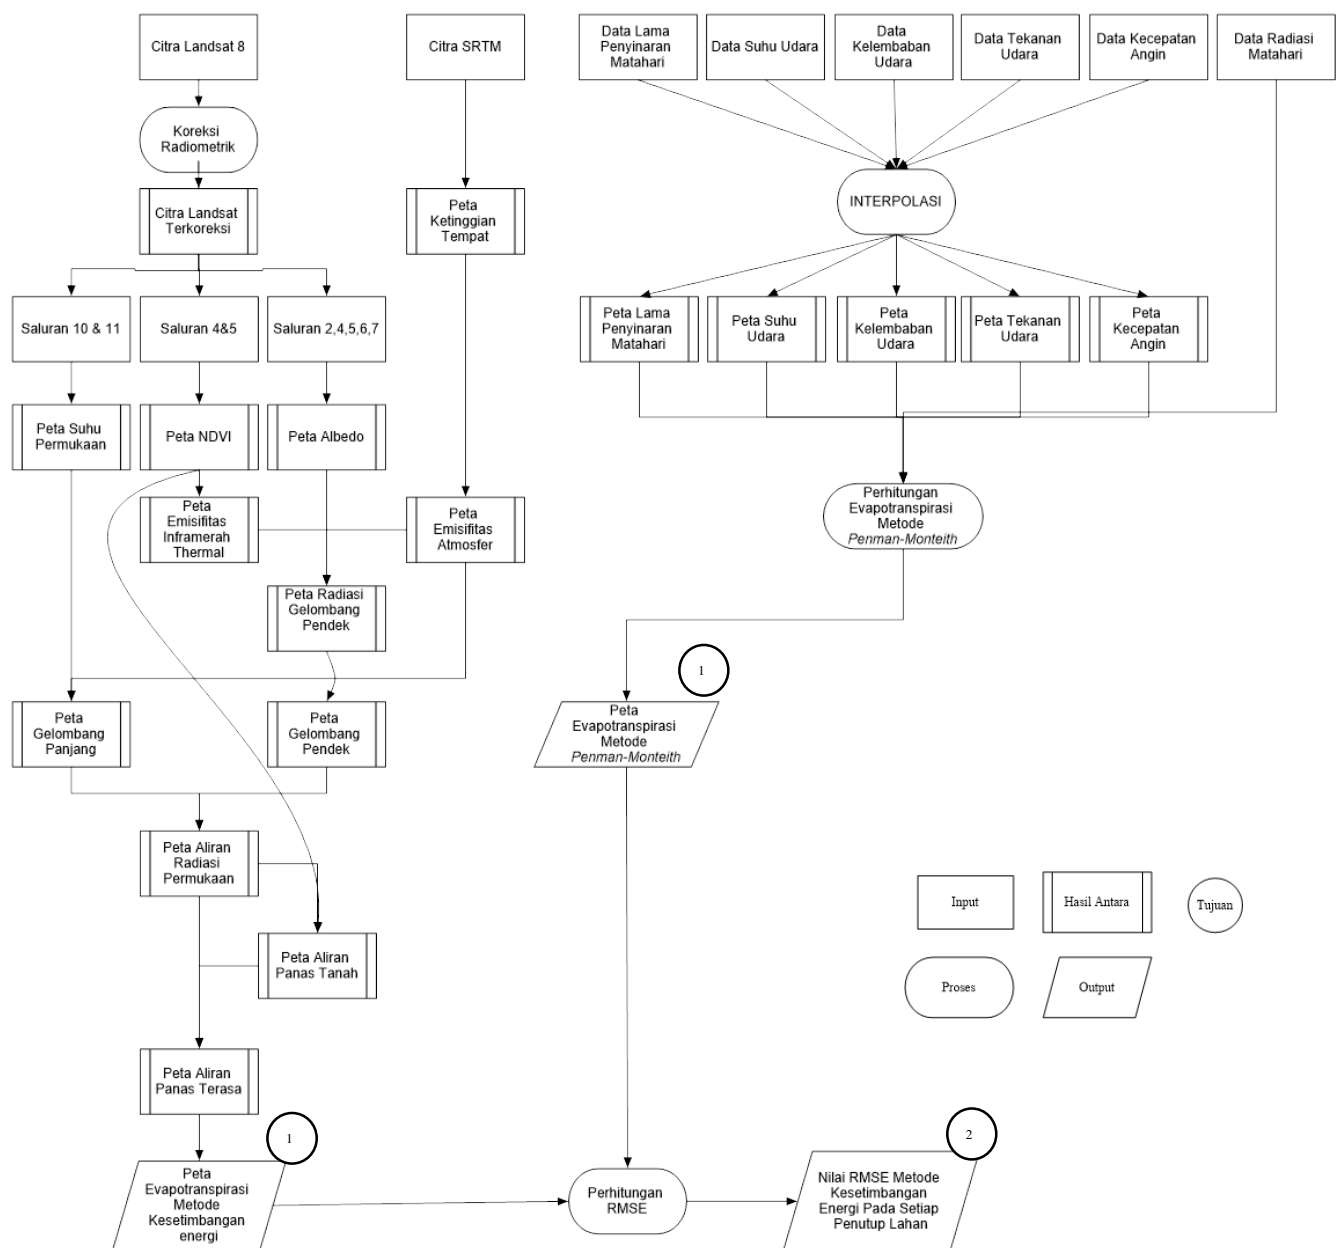 Citra Landsat 8
Citra SRTM
Data Lama
Penyinaran
Matahari
Data Suhu Udara
Data
Kelembaban
Udara
Data Tekanan
Udara
Data Kecepatan
Angin
Data Radiasi
Matahari
Koreksi
Radiometrik
Citra Landsat
Terkoreksi
Peta
Ketinggian
Tempat
INTERPOLASI
Saluran 10 & 11
Saluran 4&5
Saluran 2,4,5,6,7
Peta Lama
Penyinaran
Matahari
Peta Suhu
Udara
Peta
Kelembaban
Udara
Peta Tekanan
Udara
Peta
Kecepatan
Angin
Peta Suhu
Permukaan
Peta NDVI
Peta Albedo
Peta
Emisifitas
Inframerah
Thermal
Peta
Emisifitas
Atmosfer
Perhitungan
Evapotranspirasi
Metode
Penman-Monteith
Peta Radiasi
Gelombang
Pendek
1
Peta
Gelombang
Panjang
Peta
Gelombang
Pendek
Peta
Evapotranspirasi
Metode
Penman-Monteith
Peta Aliran
Radiasi
Permukaan
Input
Hasil Antara
Tujuan
Peta Aliran
Panas Tanah
Proses
Output
Peta Aliran
Panas Terasa
1
2
Peta
Evapotranspirasi
Metode
Kesetimbangan
energi
Perhitungan
RMSE
Nilai RMSE Metode
Kesetimbangan
Energi Pada Setiap
Penutup Lahan